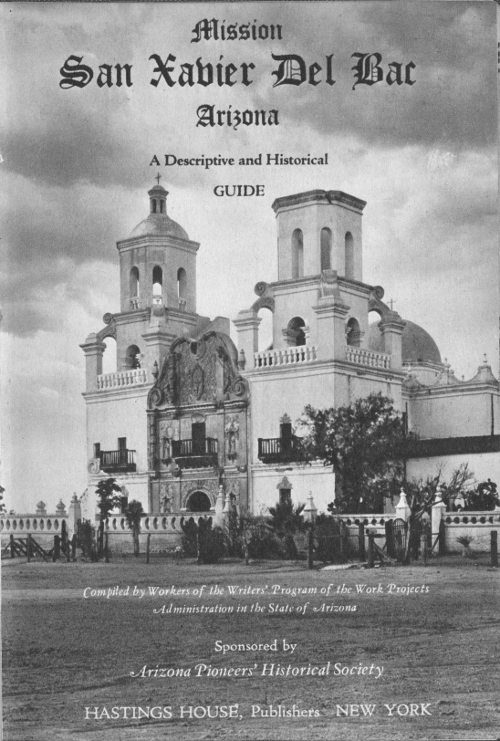 Mission
San Xavier Del Bac
Arizona
A Descriptive and Historical
GUIDE
Compiled by Workers of the Writers' Program of the Work Projects
Administration in the State of Arizona
Sponsored by
Arizona Pioneers' Historical Society
HASTINGS HOUSE, Publishers NEW YORK